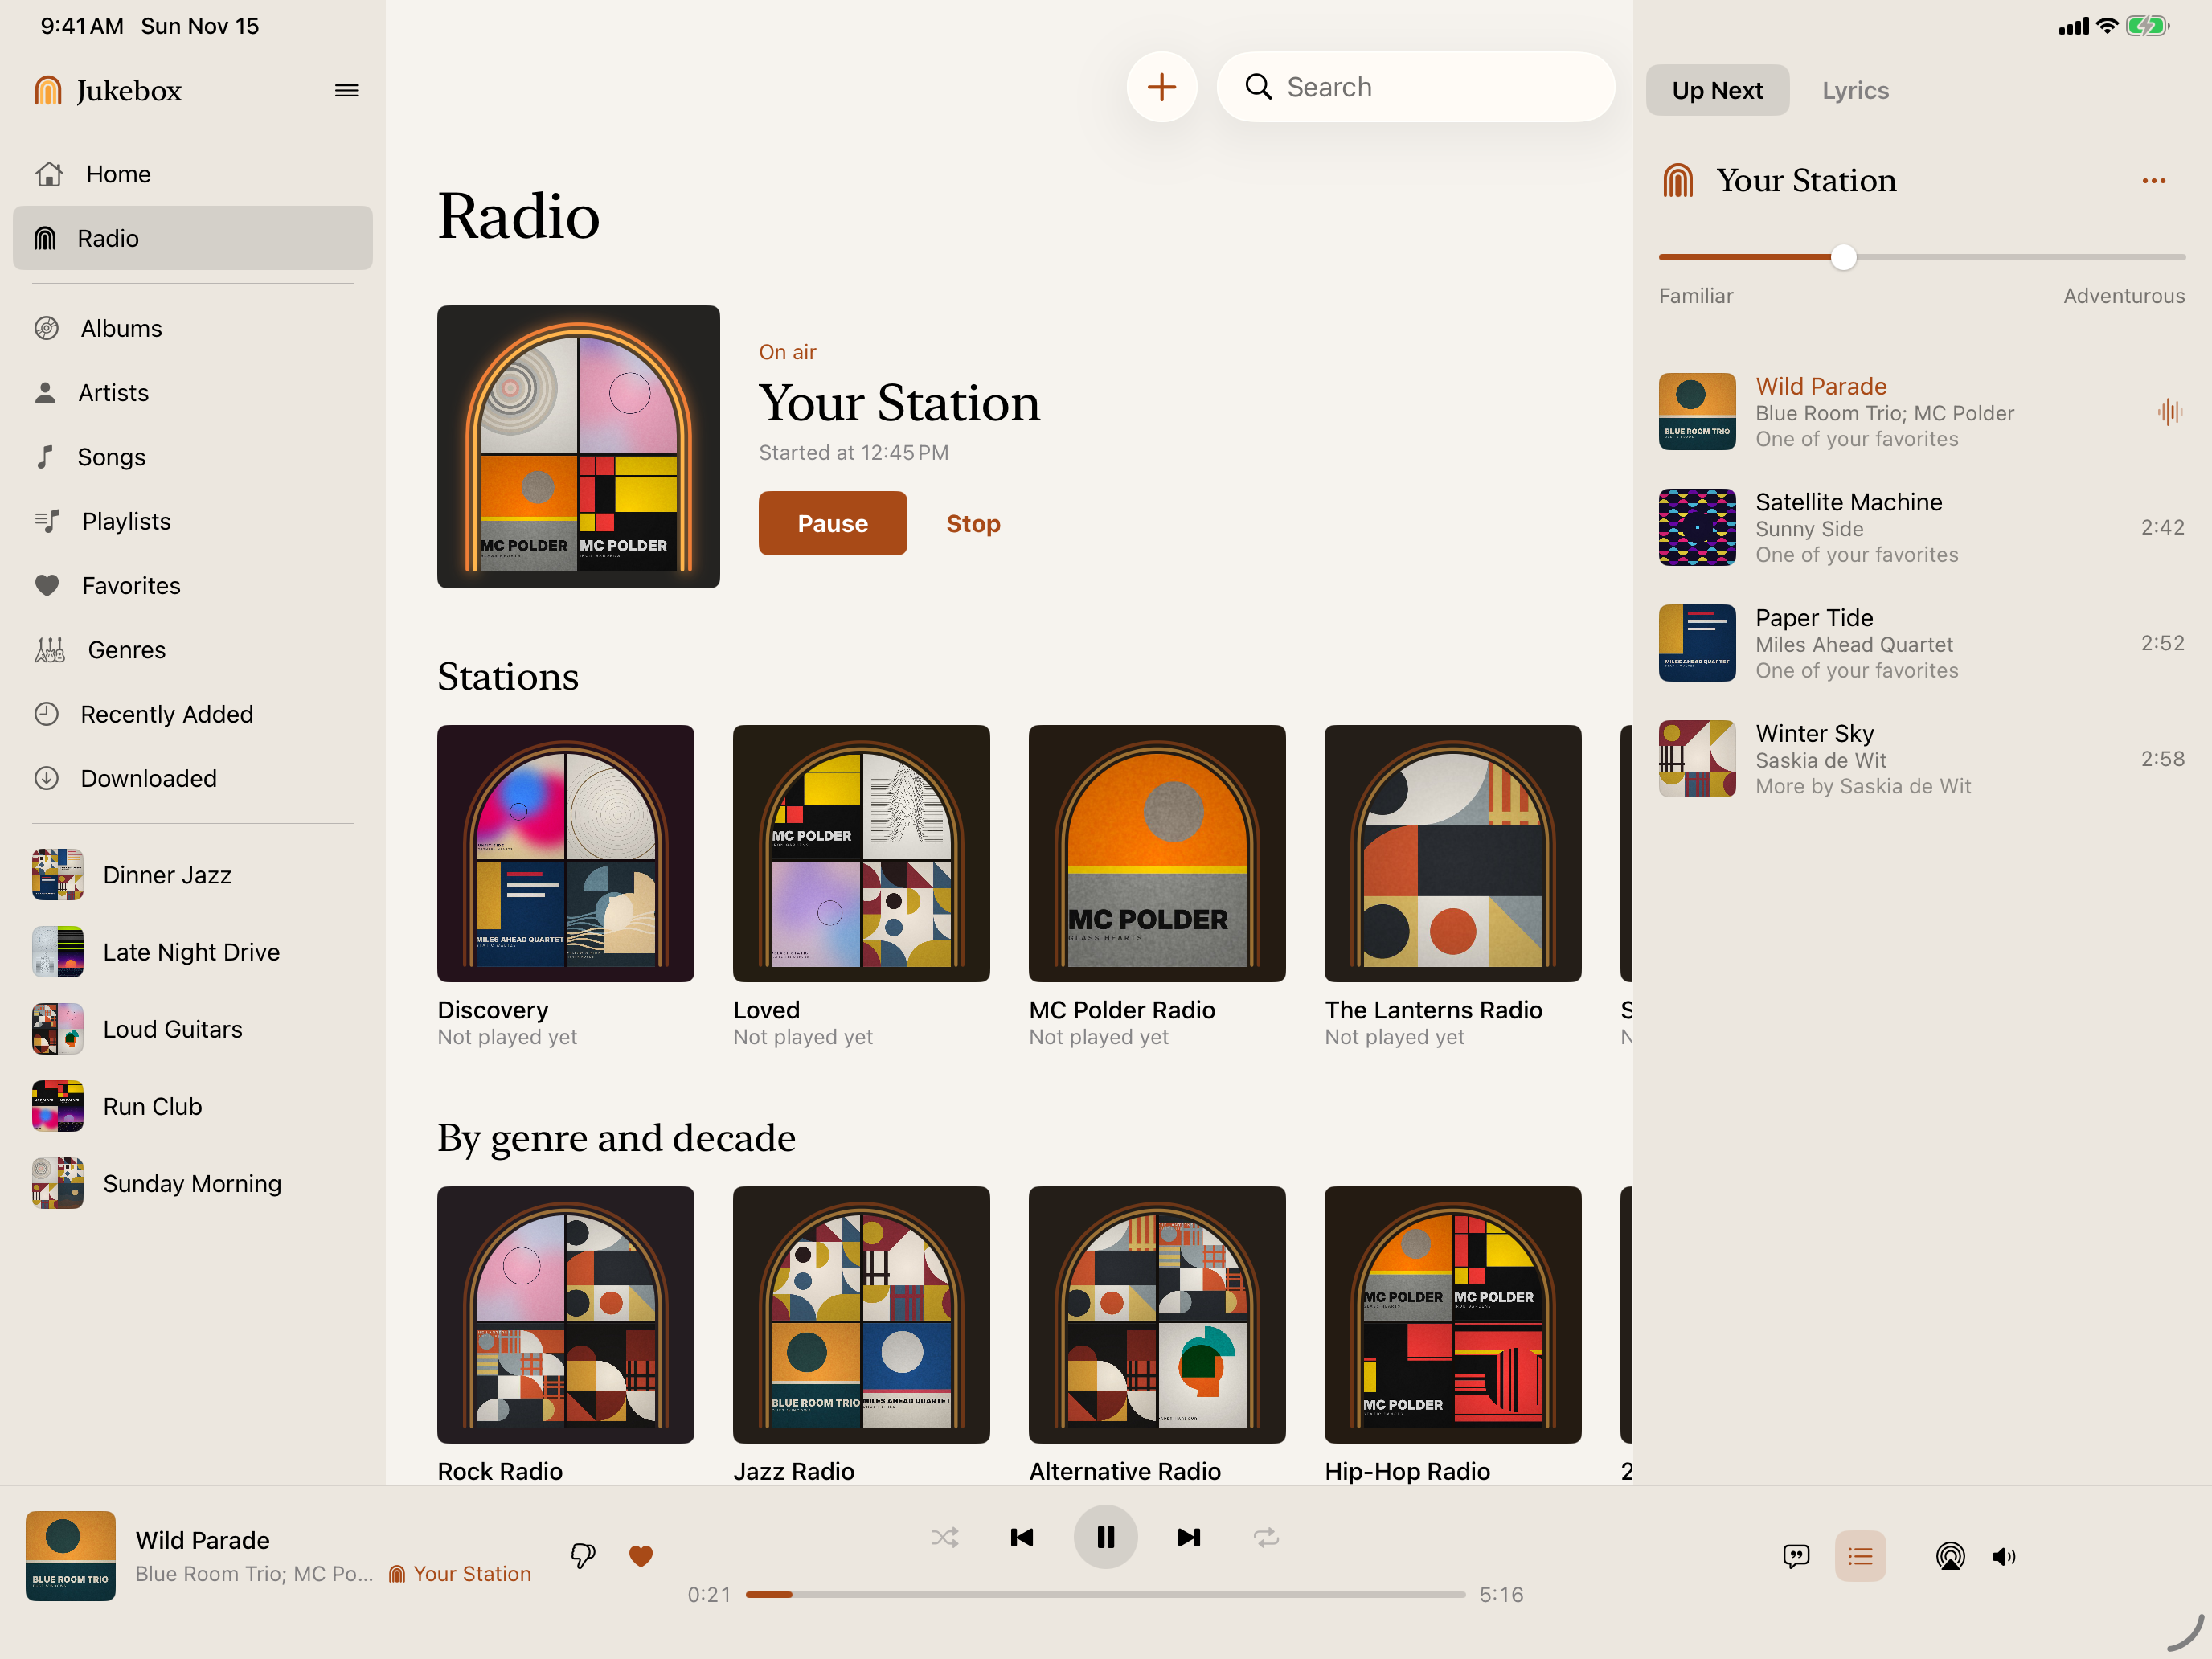 9:41 AM Sun Nov 15
Jukebox
Home
Radio
Albums
Artists
Songs
Playlists
Favorites
Genres
Recently Added
Downloaded
Dinner Jazz
Late Night Drive
Loud Guitars
Run Club
Sunday Morning
Search
Radio
MC POLDER
MC POLDER
On air
Your Station
Started at 12:45 PM
Pause
Stop
Stations
MILES AHEAD QUARTET
Discovery
Not played yet
MC POLDER
Loved
Not played yet
MC POLDER
GLASS HEARTS
MC Polder Radio
Not played yet
The Lanterns Radio
Not played yet
By genre and decade
Rock Radio
BLUE ROOM TRIO
MILES AHEAD QUARTET
Jazz Radio
Alternative Radio
MC POLDER
MC POLDER
MC POLDER
Hip-Hop Radio
2
Up Next
Lyrics
Your Station
Familiar
Adventurous
BLUE ROOM TRIO
Wild Parade
Blue Room Trio; MC Polder
One of your favorites
Satellite Machine
Sunny Side
One of your favorites
2:42
MILES AHEAD QUARTET
Paper Tide
Miles Ahead Quartet
One of your favorites
2:52
Winter Sky
Saskia de Wit
More by Saskia de Wit
2:58
BLUE ROOM TRIO
Wild Parade
Blue Room Trio; MC Po...
Your Station
0:21
5:16